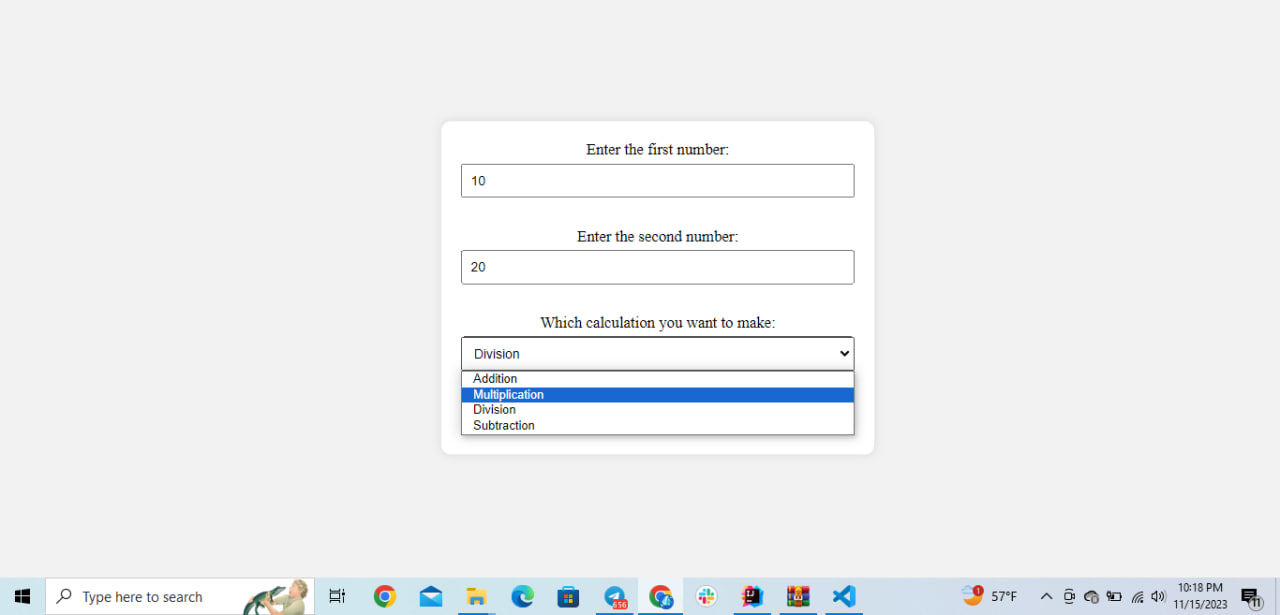 Enter the first number:
10
Enter the second number:
20
Which calculation you want to make:
Division
Addition
Multiplication
Division
Subtraction
Type here to search
656
1
57°F
10:18 PM
11/15/2023
11